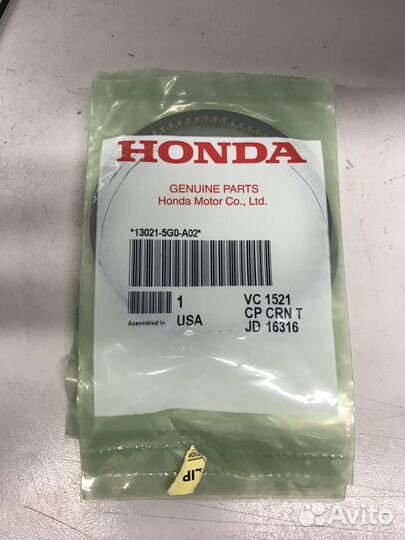 HONDA
GENUINE PARTS
Honda Motor Co., Ltd.
*13021-5G0-A02*
1 VC 1521
Assembled in USA CP CRN T
JD 16316
LIP
Avito